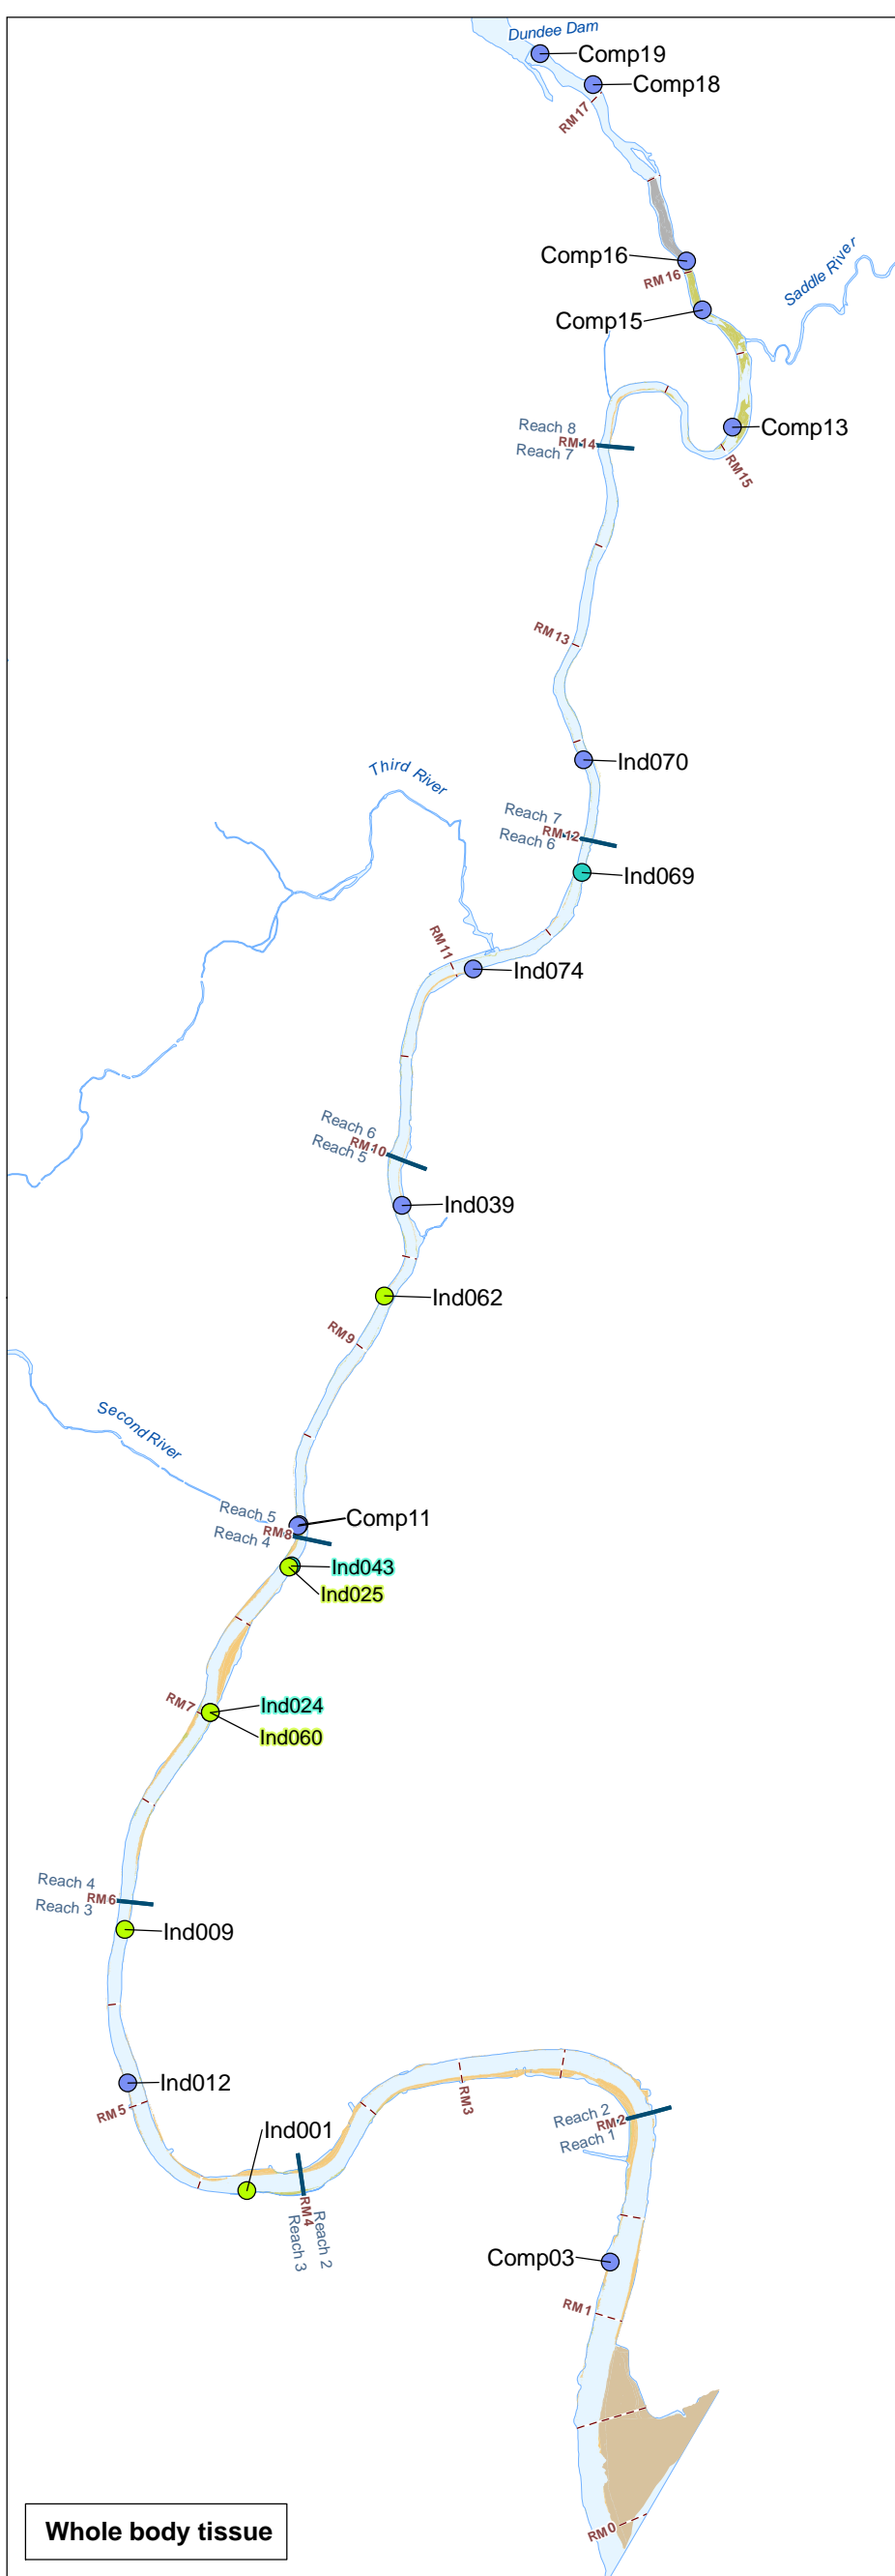 Dundee Dam
Comp19
Comp18
RM17
Saddle River
Comp16
RM16
Comp15
Reach 8
RM14
Reach 7
Comp13
RM15
RM13
Ind070
Third River
Reach 7
RM12
Reach 6
Ind069
RM11
Ind074
Reach 6
RM10
Reach 5
Ind039
Ind062
RM9
Second River
Reach 5
RM8
Reach 4
Comp11
Ind043
Ind025
RM7
Ind024
Ind060
Reach 4
RM6
Reach 3
Ind009
Ind012
RM5
RM3
Reach 2
RM2
Reach 1
Ind001
RM4
Reach 2
Reach 3
Comp03
RM1
RM0
Whole body tissue